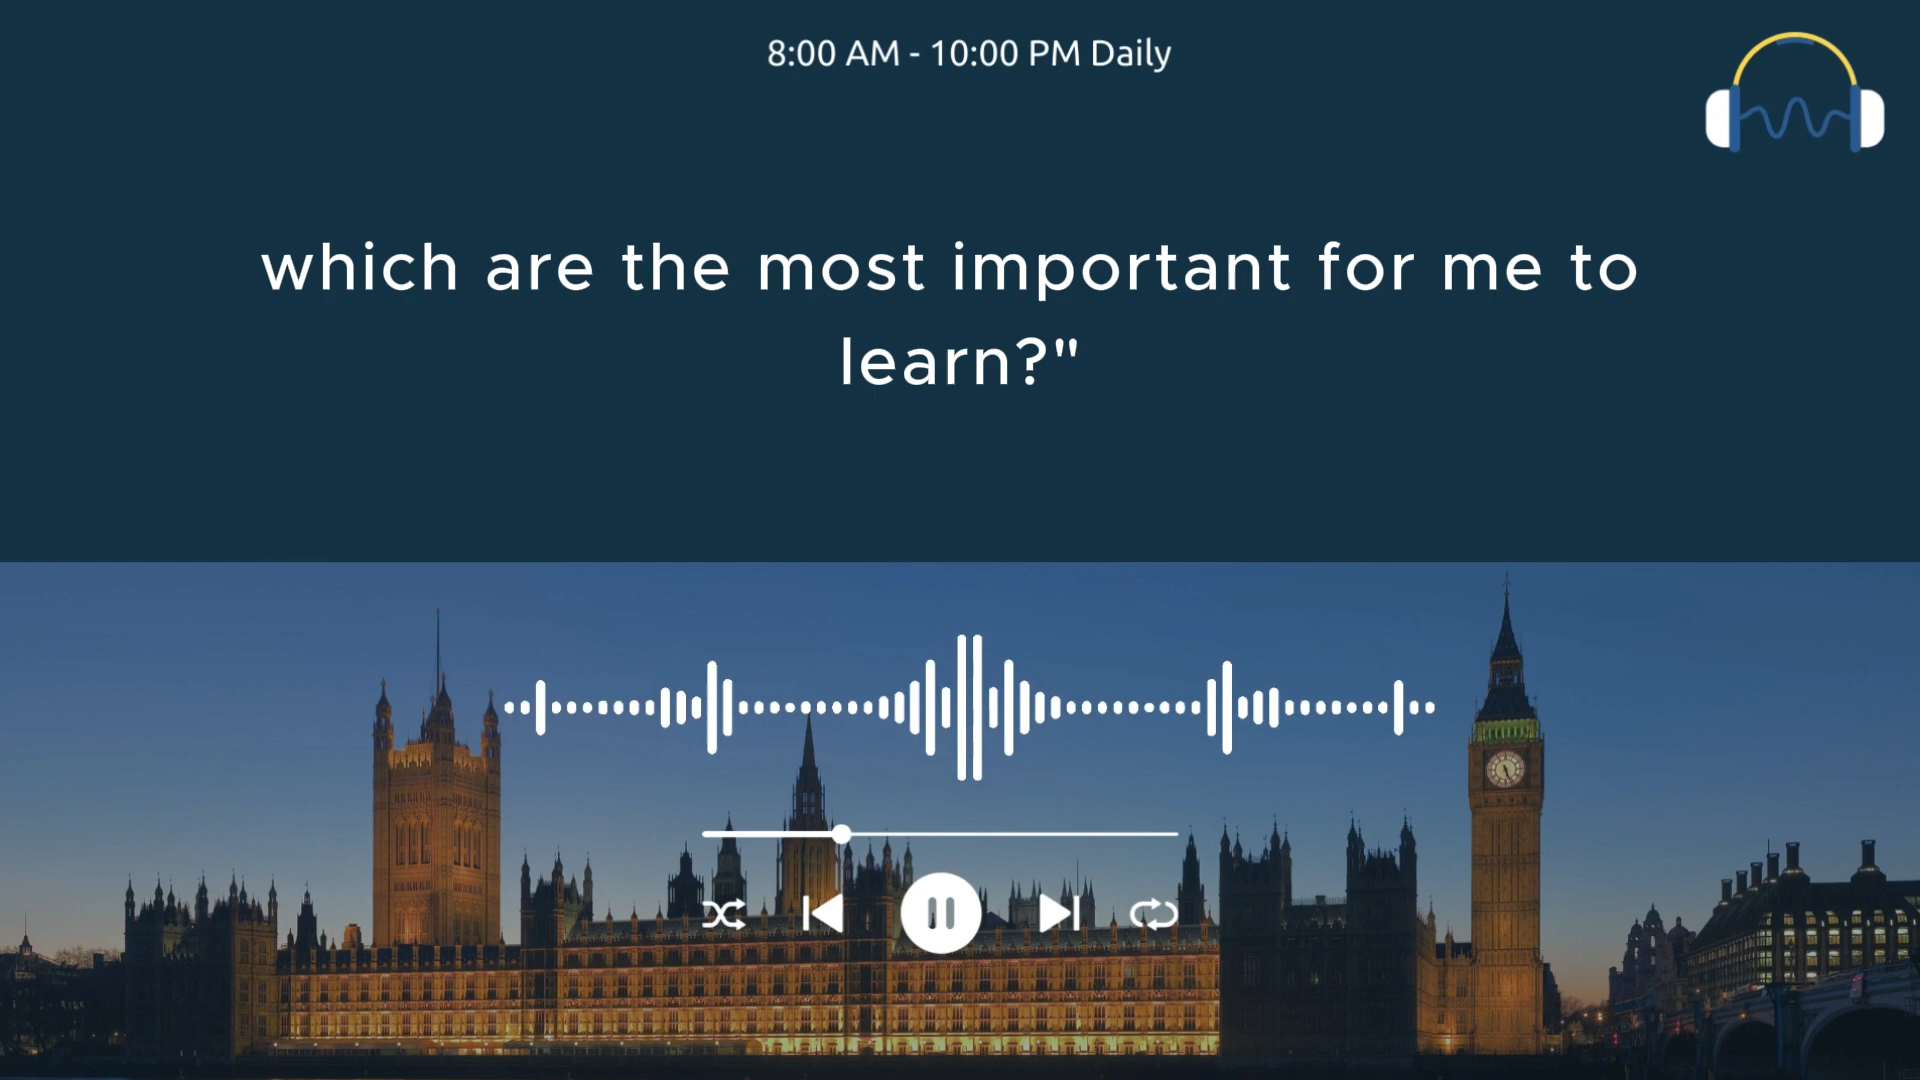 8:00 AM - 10:00 PM Daily
which are the most important for me to
learn?"